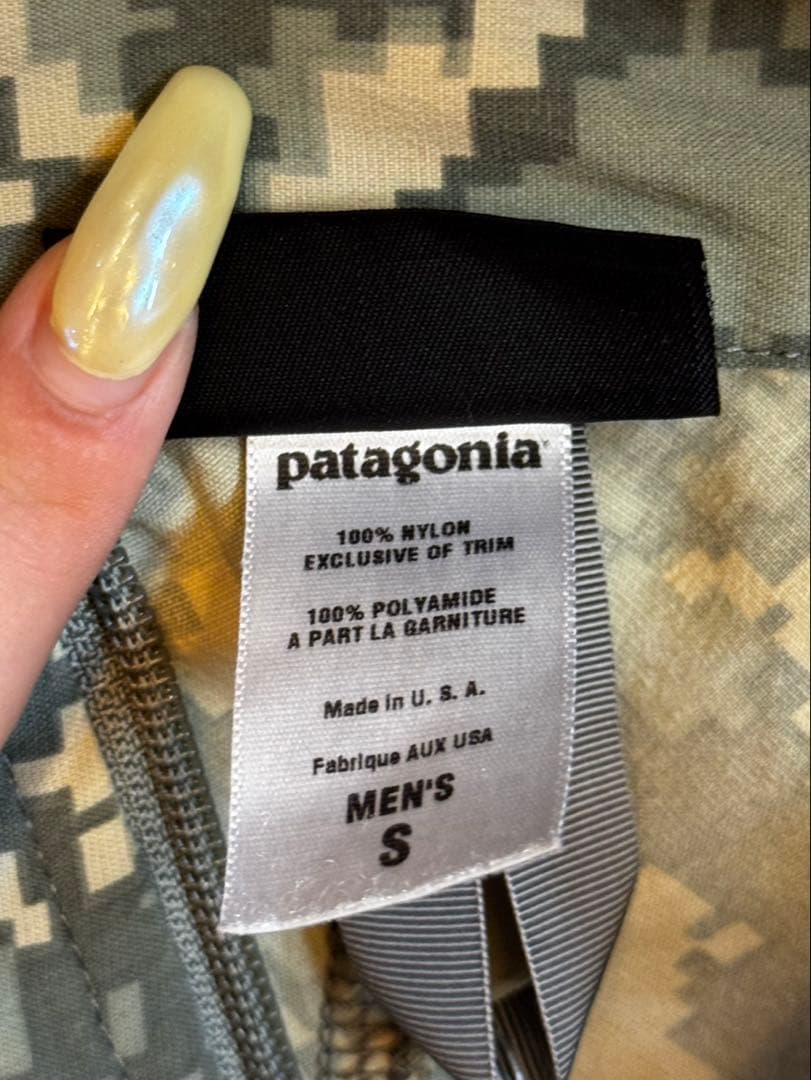 patagonia
100% NYLON
EXCLUSIVE OF TRIM
100% POLYAMIDE
A PART LA GARNITURE
Made in U. S. A.
Fabrique AUX USA
MEN'S
S